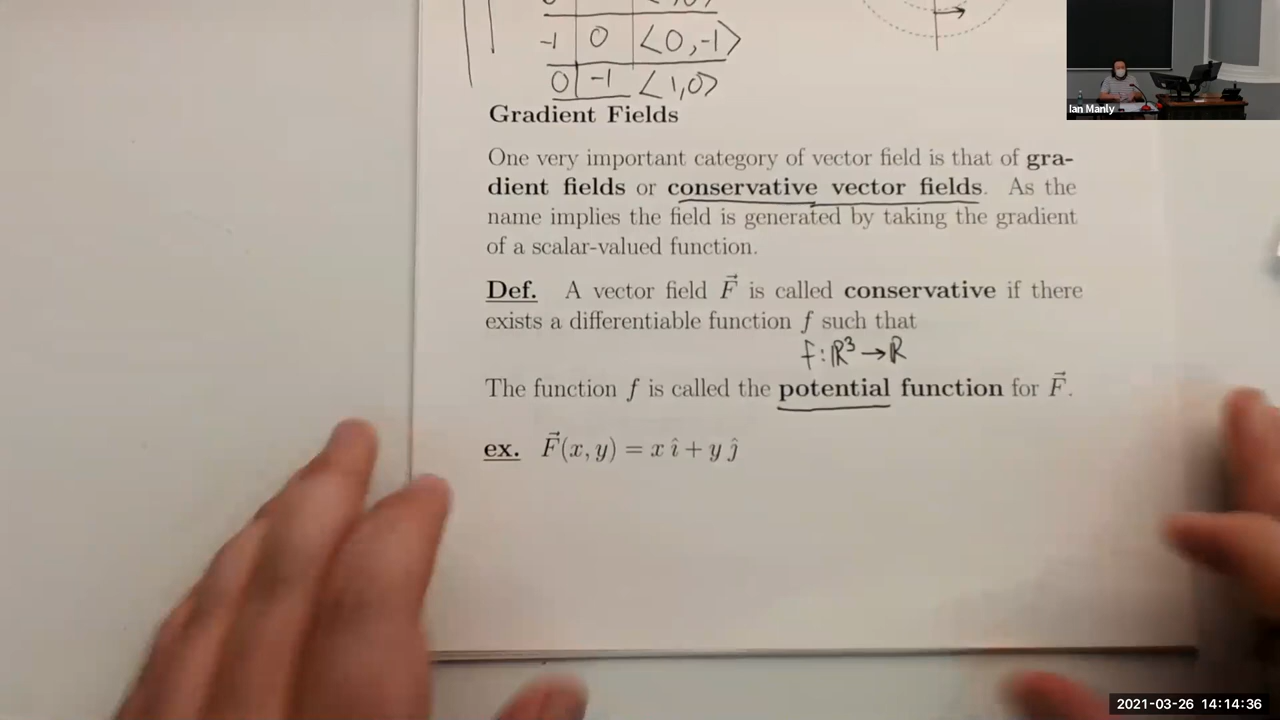 -1 0 <0,-1>
0 -1 <1,0>
Ian Manly
Gradient Fields
One very important category of vector field is that of gra-
dient fields or conservative vector fields. As the
name implies the field is generated by taking the gradient
of a scalar-valued function.
Def. A vector field F⃗ is called conservative if there
exists a differentiable function f such that
f:ℝ³→ℝ
The function f is called the potential function for F⃗.
ex. F⃗(x, y) = x î + y ĵ
2021-03-26 14:14:36